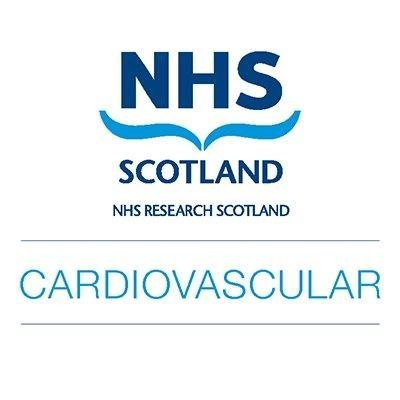 NHS
SCOTLAND
NHS RESEARCH SCOTLAND
CARDIOVASCULAR